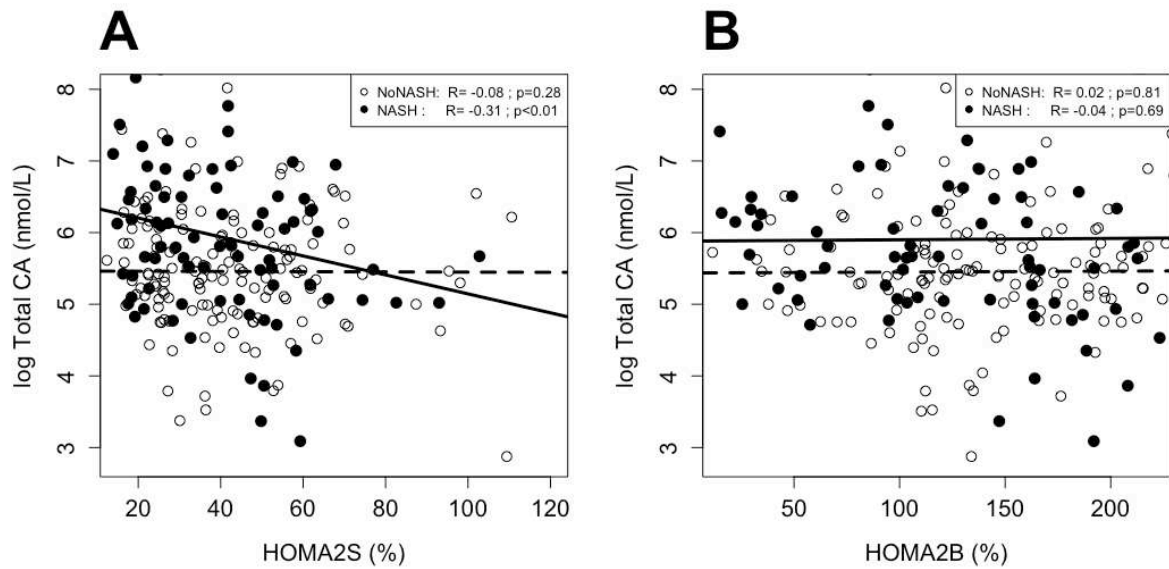 A
B
NoNASH: R= -0.08 ; p=0.28
NASH : R= -0.31 ; p<0.01
NoNASH: R= 0.02 ; p=0.81
NASH : R= -0.04 ; p=0.69
log Total CA (nmol/L)
8
7
6
5
4
3
20 40 60 80 100 120
HOMA2S (%)
log Total CA (nmol/L)
8
7
6
5
4
3
50 100 150 200
HOMA2B (%)